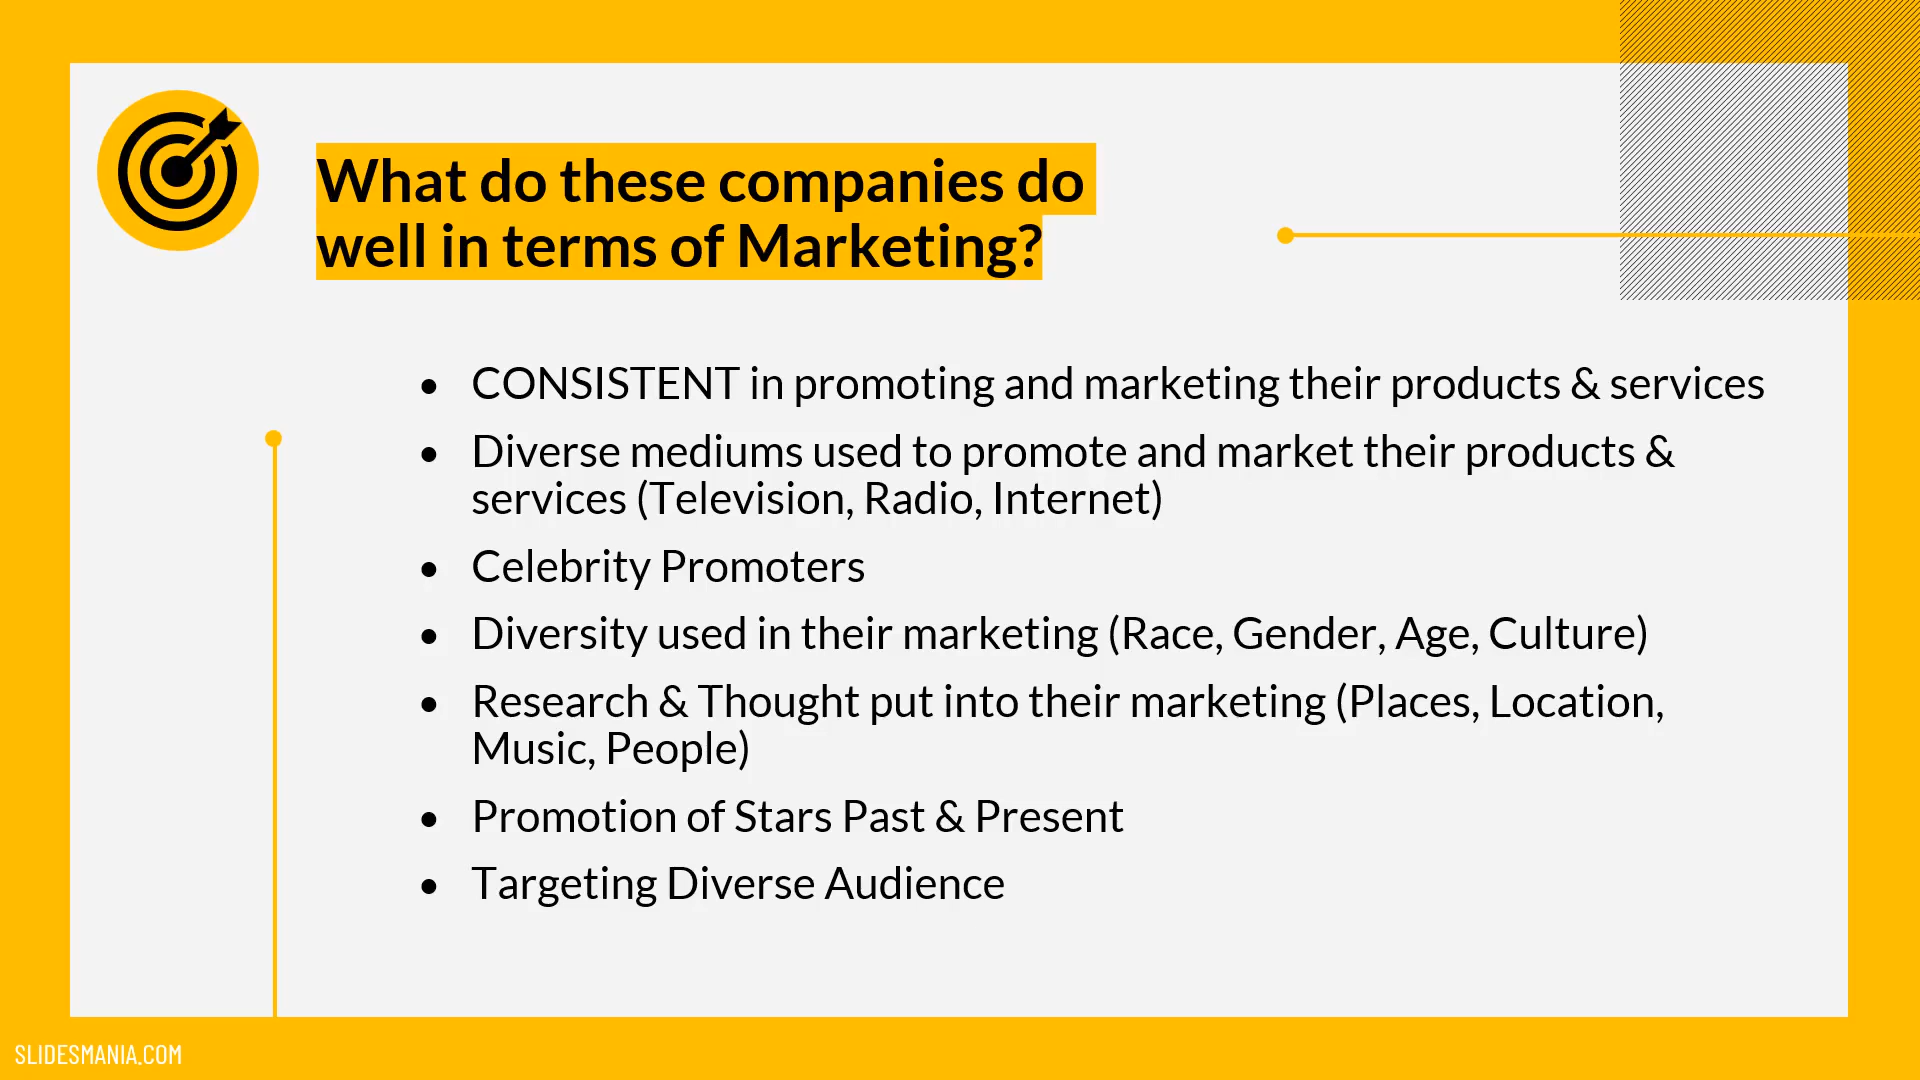 What do these companies do
well in terms of Marketing?
• CONSISTENT in promoting and marketing their products & services
• Diverse mediums used to promote and market their products &
services (Television, Radio, Internet)
• Celebrity Promoters
• Diversity used in their marketing (Race, Gender, Age, Culture)
• Research & Thought put into their marketing (Places, Location,
Music, People)
• Promotion of Stars Past & Present
• Targeting Diverse Audience
SLIDESMANIA.COM